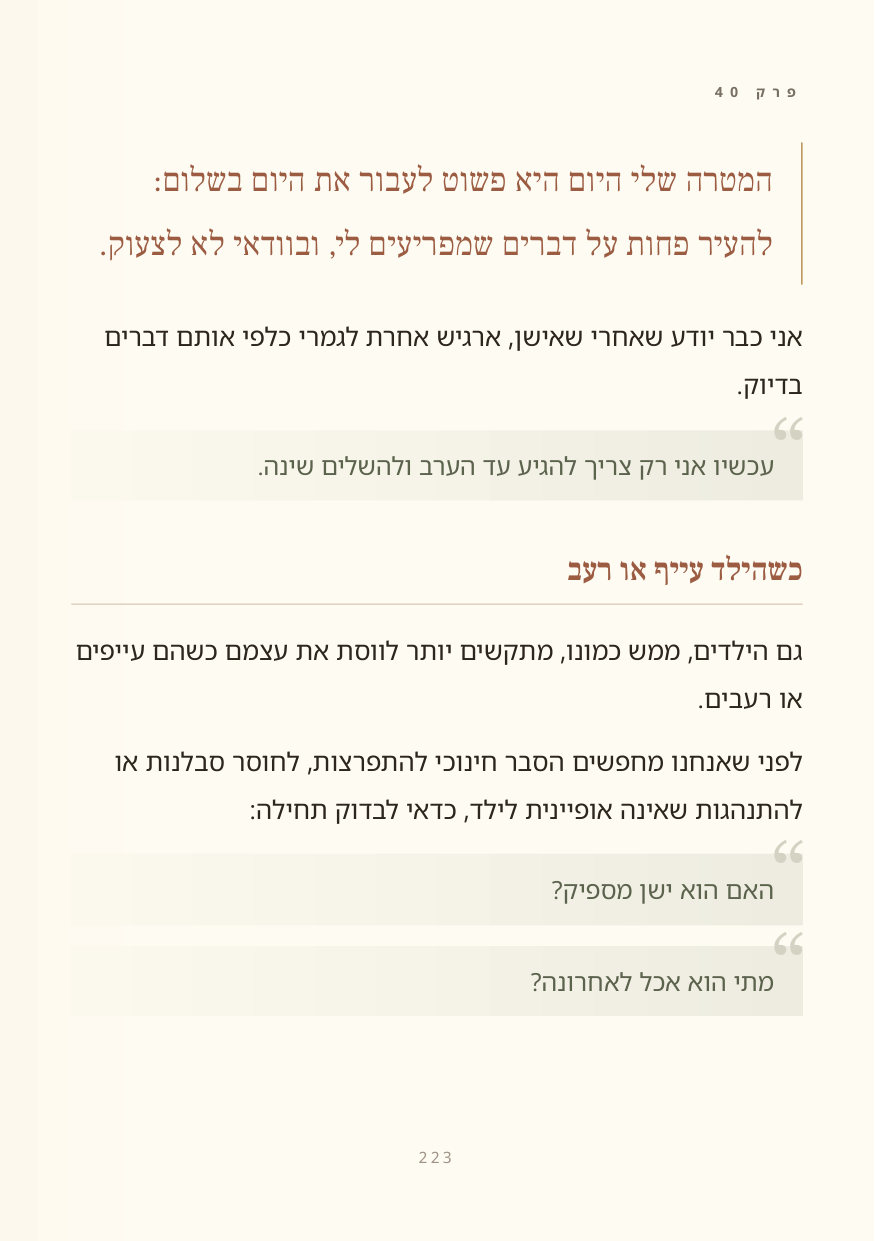 פרק 40
המטרה שלי היום היא פשוט לעבור את היום בשלום:
להעיר פחות על דברים שמפריעים לי, ובוודאי לא לצעוק.
אני כבר יודע שאחרי שאישן, ארגיש אחרת לגמרי כלפי אותם דברים
בדיוק.
“
עכשיו אני רק צריך להגיע עד הערב ולהשלים שינה.
כשהילד עייף או רעב
גם הילדים, ממש כמונו, מתקשים יותר לווסת את עצמם כשהם עייפים
או רעבים.
לפני שאנחנו מחפשים הסבר חינוכי להתפרצות, לחוסר סבלנות או
להתנהגות שאינה אופיינית לילד, כדאי לבדוק תחילה:
“
האם הוא ישן מספיק?
“
מתי הוא אכל לאחרונה?
223